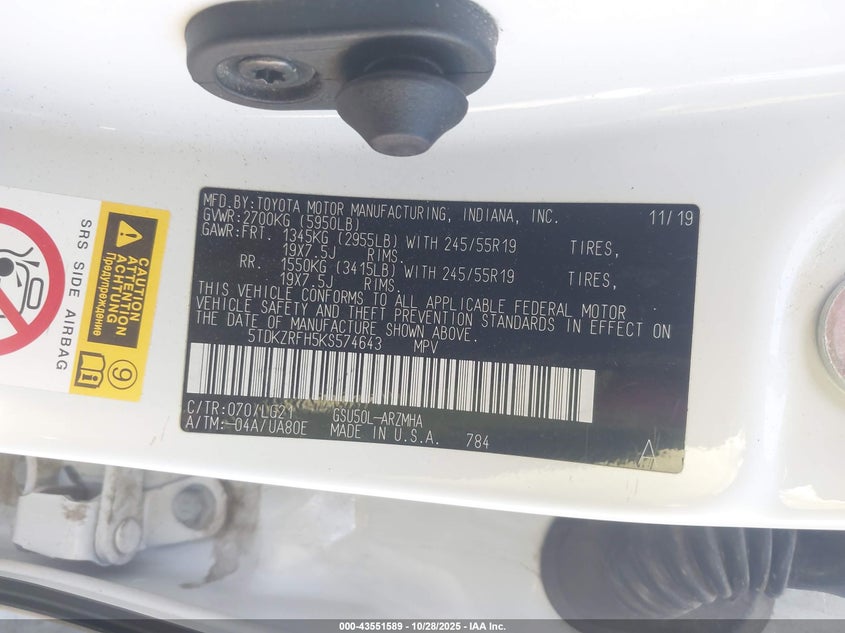 MFD.BY:TOYOTA MOTOR MANUFACTURING, INDIANA, INC. 11/19
GVWR:2700KG (5950LB)
GAWR:FRT. 1345KG (2955LB) WITH 245/55R19 TIRES,
19X7.5J RIMS.
RR. 1550KG (3415LB) WITH 245/55R19 TIRES,
19X7.5J RIMS.
THIS VEHICLE CONFORMS TO ALL APPLICABLE FEDERAL MOTOR
VEHICLE SAFETY AND THEFT PREVENTION STANDARDS IN EFFECT ON
THE DATE OF MANUFACTURE SHOWN ABOVE.
5TDKZRFH5KS574643 MPV
C/TR:070/LG21 GSU50L-ARZMHA
A/TM:-04A/UA80E MADE IN U.S.A. 784
A
SRS SIDE AIRBAG
CAUTION
ATTENTION
ACHTUNG
Предупреждение
9
000-43551589 - 10/28/2025 - IAA Inc.